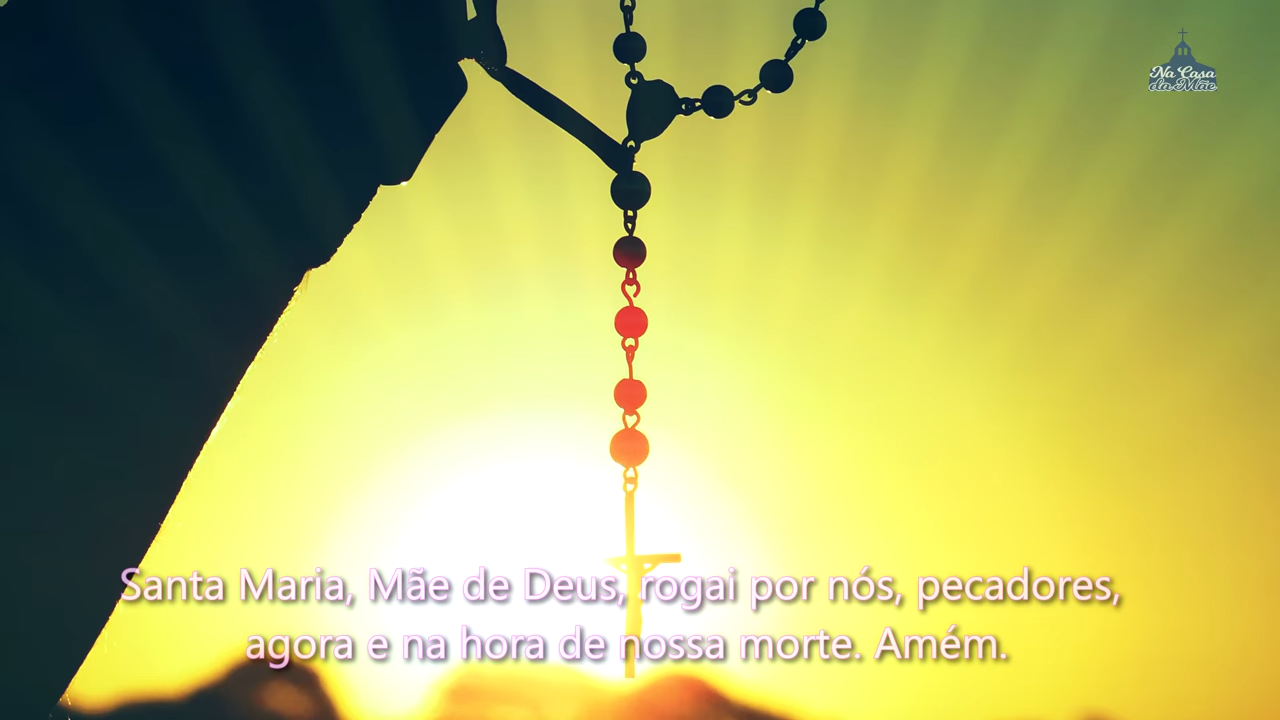 Na Casa
da Mãe
Santa Maria, Mãe de Deus, rogai por nós, pecadores,
agora e na hora de nossa morte. Amém.